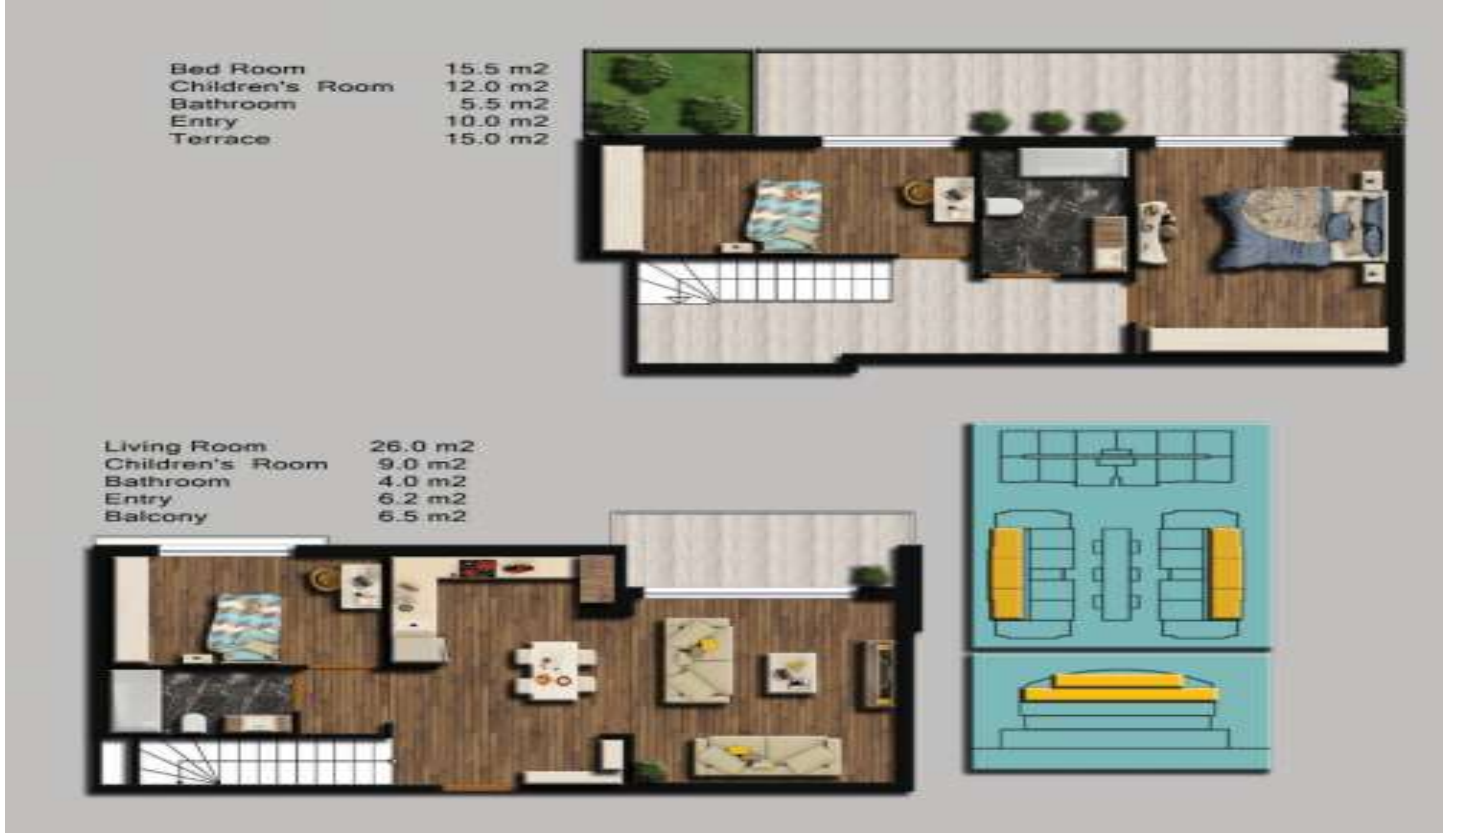 Bed Room 15.5 m2
Children's Room 12.0 m2
Bathroom 5.5 m2
Entry 10.0 m2
Terrace 15.0 m2
Living Room 26.0 m2
Children's Room 9.0 m2
Bathroom 4.0 m2
Entry 6.2 m2
Balcony 6.5 m2